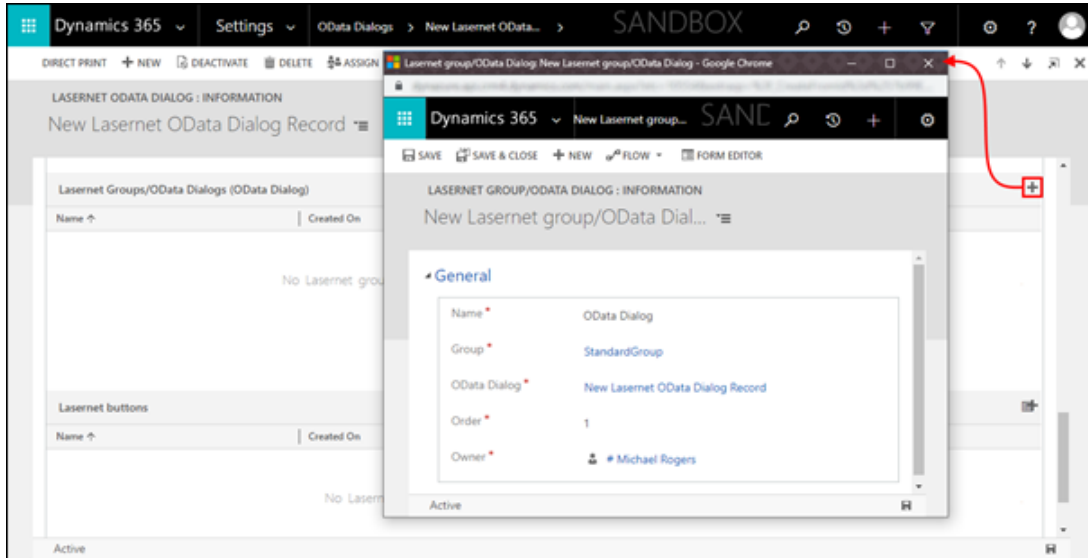 Dynamics 365 Settings OData Dialogs > New Lasernet OData... > SANDBOX
DIRECT PRINT + NEW DEACTIVATE DELETE ASSIGN
LASERNET ODATA DIALOG : INFORMATION
New Lasernet OData Dialog Record
Lasernet Groups/OData Dialogs (OData Dialog)
Name ↑ Created On
No Lasernet grou
Lasernet buttons
Name ↑ Created On
No Lasern
Active
Lasernet group/OData Dialog: New Lasernet group/OData Dialog - Google Chrome
Dynamics 365 New Lasernet group... SAND
SAVE SAVE & CLOSE + NEW FLOW FORM EDITOR
LASERNET GROUP/ODATA DIALOG : INFORMATION
New Lasernet group/OData Dial...
General
Name * OData Dialog
Group * StandardGroup
OData Dialog * New Lasernet OData Dialog Record
Order * 1
Owner * # Michael Rogers
Active